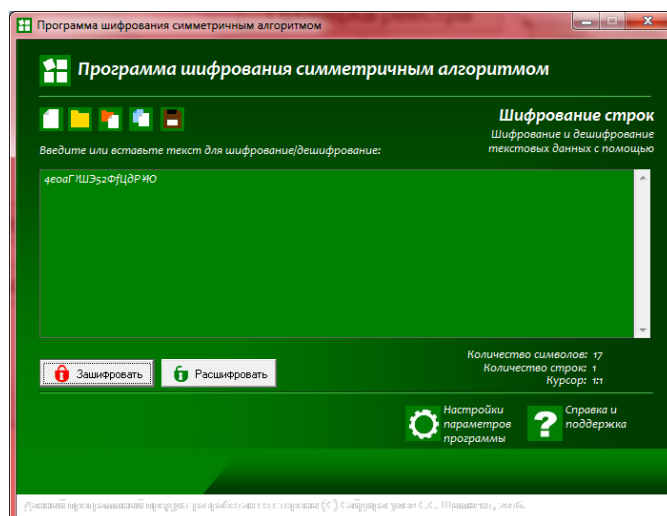 Программа шифрования симметричным алгоритмом
Программа шифрования симметричным алгоритмом
Шифрование строк
Шифрование и дешифрование
текстовых данных с помощью
Введите или вставьте текст для шифрование/дешифрование:
Зашифровать
Расшифровать
Количество символов: 17
Количество строк: 1
Курсор: 1:1
Настройки
параметров
программы
Справка и
поддержка